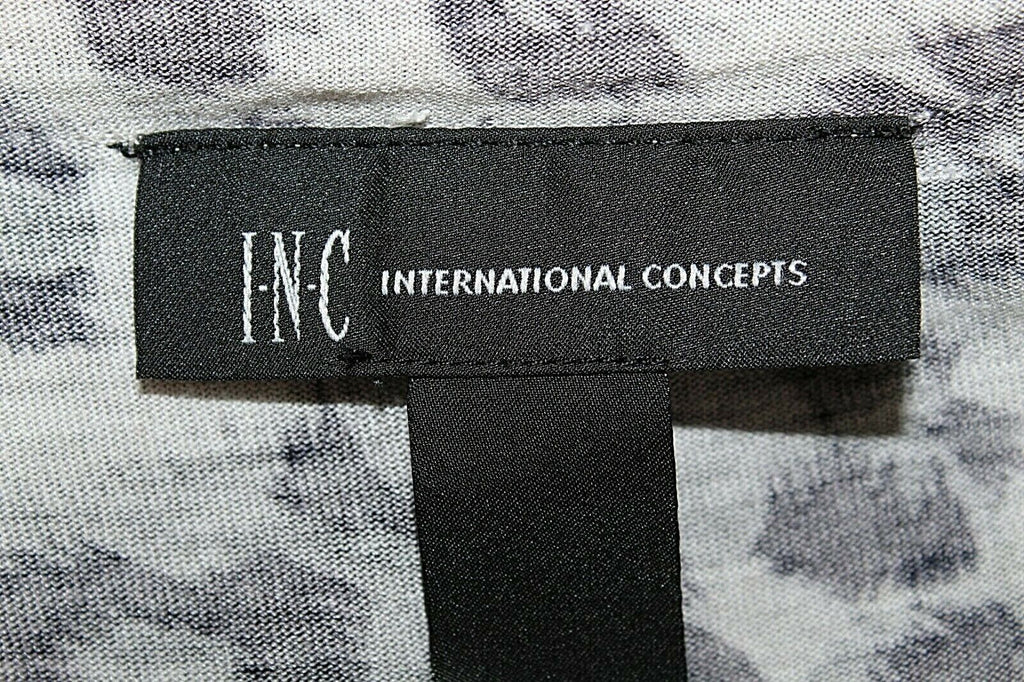 I-N-C INTERNATIONAL CONCEPTS